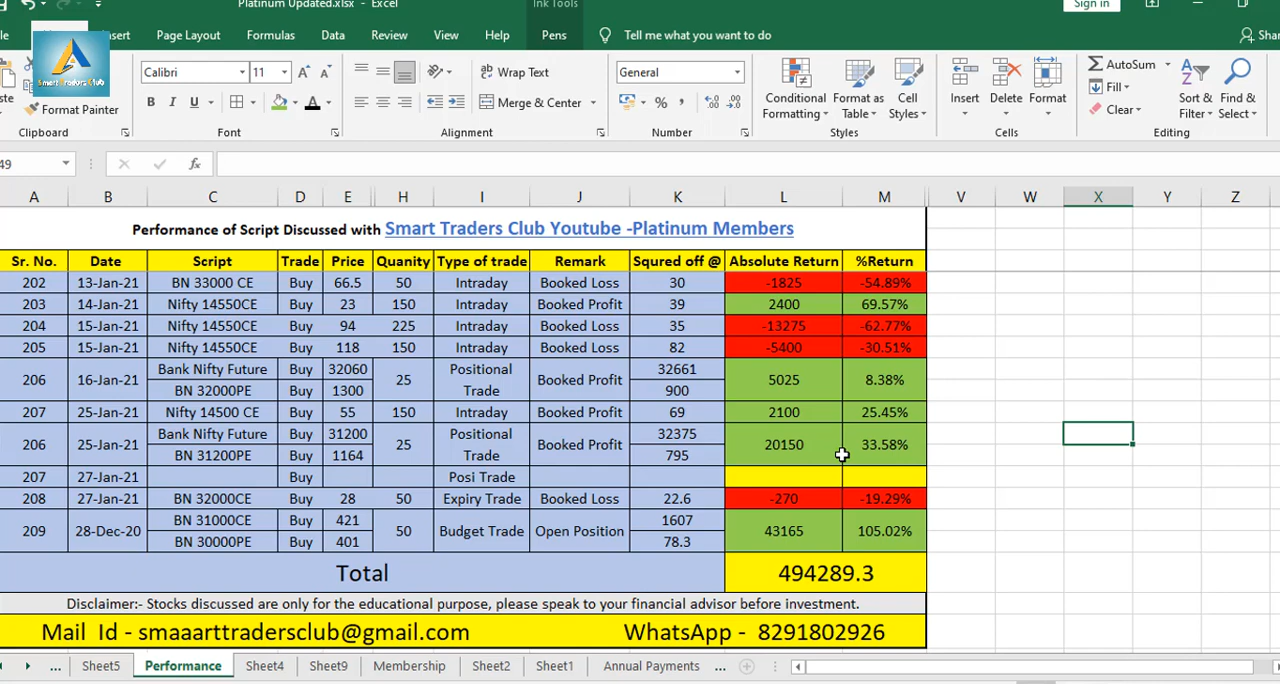 Platinum Updated.xlsx - Excel
Ink Tools
Sign in
Page Layout Formulas Data Review View Help Pens Tell me what you want to do
Smart Traders Club
Format Painter
Calibri 11
B I U
Wrap Text
Merge & Center
General
Conditional Formatting
Format as Table
Cell Styles
Insert Delete Format
AutoSum
Fill
Clear
Sort & Filter
Find & Select
Clipboard Font Alignment Number Styles Cells Editing
fx
A B C D E H I J K L M V W X Y Z
Performance of Script Discussed with Smart Traders Club Youtube -Platinum Members
Sr. No. Date Script Trade Price Quanity Type of trade Remark Squred off @ Absolute Return %Return
202 13-Jan-21 BN 33000 CE Buy 66.5 50 Intraday Booked Loss 30 -1825 -54.89%
203 14-Jan-21 Nifty 14550CE Buy 23 150 Intraday Booked Profit 39 2400 69.57%
204 15-Jan-21 Nifty 14550CE Buy 94 225 Intraday Booked Loss 35 -13275 -62.77%
205 15-Jan-21 Nifty 14550CE Buy 118 150 Intraday Booked Loss 82 -5400 -30.51%
206 16-Jan-21 Bank Nifty Future Buy 32060 25 Positional Trade Booked Profit 32661 5025 8.38%
BN 32000PE Buy 1300 900
207 25-Jan-21 Nifty 14500 CE Buy 55 150 Intraday Booked Profit 69 2100 25.45%
206 25-Jan-21 Bank Nifty Future Buy 31200 25 Positional Trade Booked Profit 32375 20150 33.58%
BN 31200PE Buy 1164 795
207 27-Jan-21 Buy Posi Trade
208 27-Jan-21 BN 32000CE Buy 28 50 Expiry Trade Booked Loss 22.6 -270 -19.29%
209 28-Dec-20 BN 31000CE Buy 421 50 Budget Trade Open Position 1607 43165 105.02%
BN 30000PE Buy 401 78.3
Total 494289.3
Disclaimer:- Stocks discussed are only for the educational purpose, please speak to your financial advisor before investment.
Mail Id - smaaarttradersclub@gmail.com WhatsApp - 8291802926
... Sheet5 Performance Sheet4 Sheet9 Membership Sheet2 Sheet1 Annual Payments ...